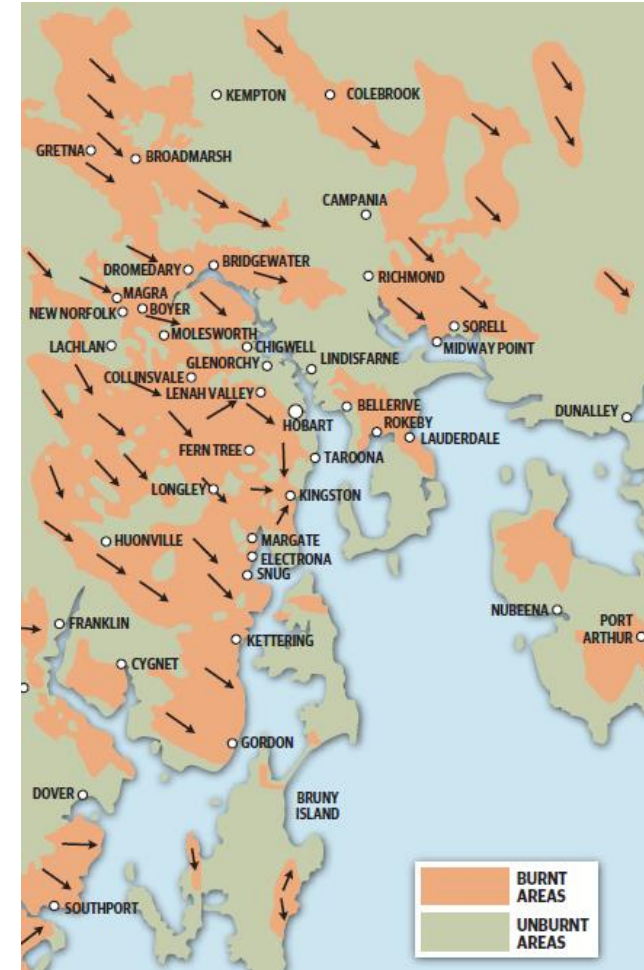 KEMPTON
COLEBROOK
GRETNA
BROADMARSH
CAMPANIA
BRIDGEWATER
DROMEDARY
RICHMOND
MAGRA
NEW NORFOLK
BOYER
SORELL
MOLESWORTH
LACHLAN
CHIGWELL
MIDWAY POINT
GLENORCHY
LINDISFARNE
COLLINSVALE
LENAH VALLEY
BELLERIVE
DUNALLEY
HOBART
ROKEBY
LAUDERDALE
FERN TREE
TAROONA
LONGLEY
KINGSTON
HUONVILLE
MARGATE
ELECTRONA
SNUG
NUBEENA
FRANKLIN
PORT
ARTHUR
KETTERING
CYGNET
GORDON
DOVER
BRUNY
ISLAND
BURNT
AREAS
SOUTHPORT
UNBURNT
AREAS